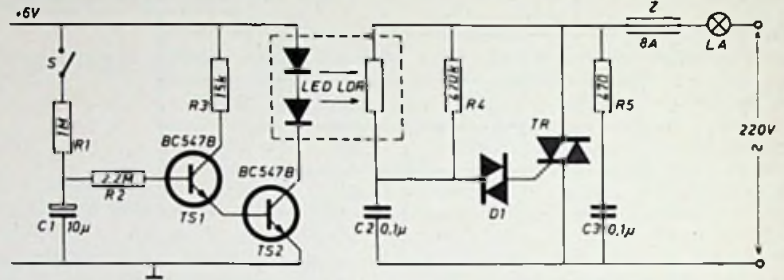 +6V
S
1M
R1
2.2M
R2
C1 10μ
15k
R3
BC547B
TS1
BC547B
TS2
LED LDR
470k
R4
C2 0,1μ
D1
TR
470
R5
C3 0,1μ
Z
8A
LA
220V
~